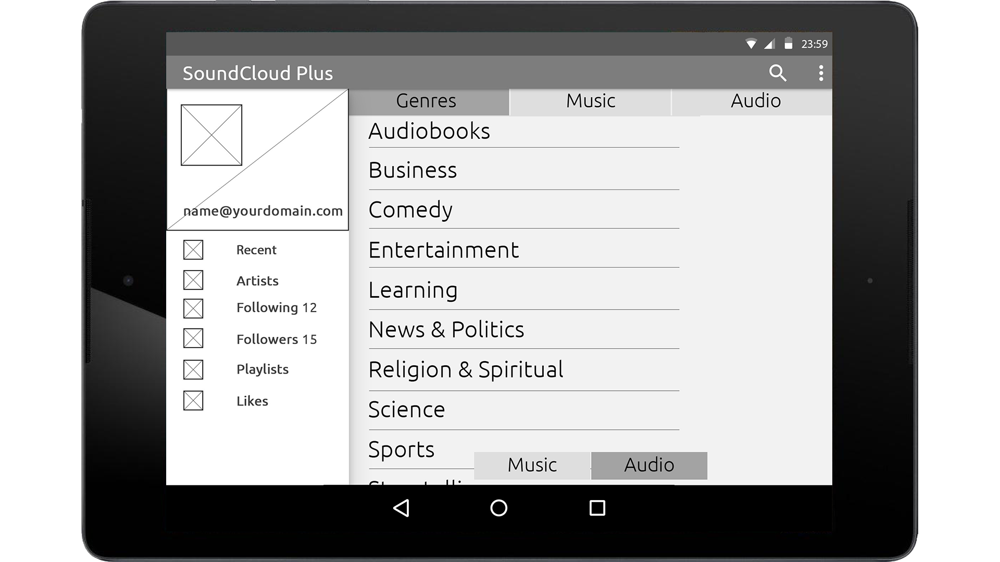 23:59
SoundCloud Plus
Genres Music Audio
name@yourdomain.com
Recent
Artists
Following 12
Followers 15
Playlists
Likes
Audiobooks
Business
Comedy
Entertainment
Learning
News & Politics
Religion & Spiritual
Science
Sports
Music Audio